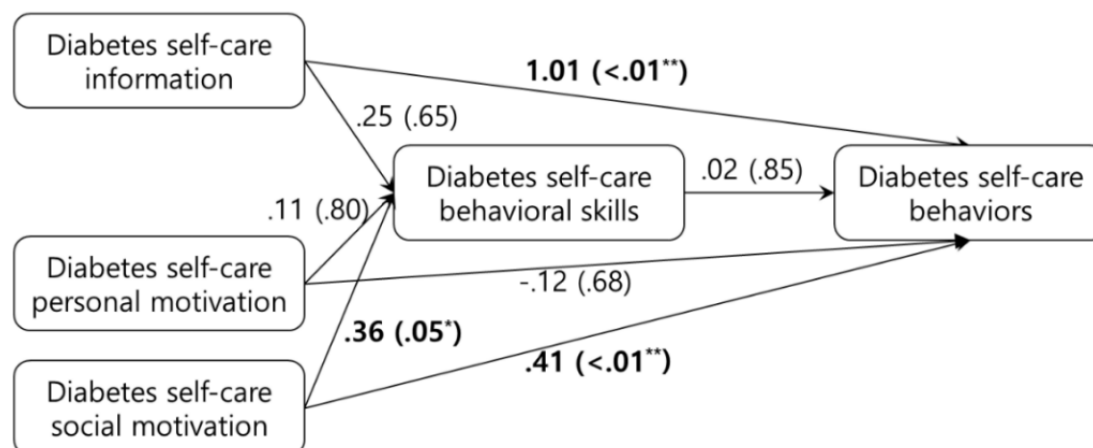 Diabetes self-care
information
1.01 (<.01**)
.25 (.65)
Diabetes self-care
behavioral skills
.02 (.85)
Diabetes self-care
behaviors
.11 (.80)
Diabetes self-care
personal motivation
-.12 (.68)
.36 (.05*)
.41 (<.01**)
Diabetes self-care
social motivation